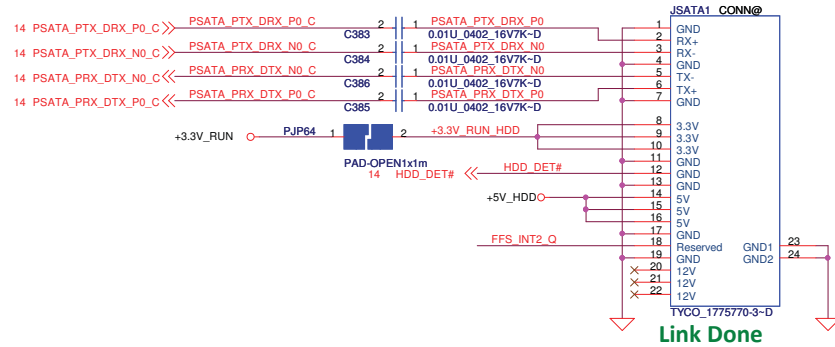 JSATA1 CONN@
14 PSATA_PTX_DRX_P0_C PSATA_PTX_DRX_P0_C 2 1 PSATA_PTX_DRX_P0 1 GND
C383 0.01U_0402_16V7K~D 2 RX+
14 PSATA_PTX_DRX_N0_C PSATA_PTX_DRX_N0_C 2 1 PSATA_PTX_DRX_N0 3 RX-
C384 0.01U_0402_16V7K~D 4 GND
14 PSATA_PRX_DTX_N0_C PSATA_PRX_DTX_N0_C 2 1 PSATA_PRX_DTX_N0 5 TX-
C386 0.01U_0402_16V7K~D 6 TX+
14 PSATA_PRX_DTX_P0_C PSATA_PRX_DTX_P0_C 2 1 PSATA_PRX_DTX_P0 7 GND
C385 0.01U_0402_16V7K~D
8 3.3V
+3.3V_RUN PJP64 1 2 +3.3V_RUN_HDD 9 3.3V
10 3.3V
PAD-OPEN1x1m 11 GND
14 HDD_DET# HDD_DET# 12 GND
13 GND
+5V_HDD 14 5V
15 5V
16 5V
17 GND
FFS_INT2_Q 18 Reserved GND1 23
19 GND GND2 24
20 12V
21 12V
22 12V
TYCO_1775770-3~D
Link Done